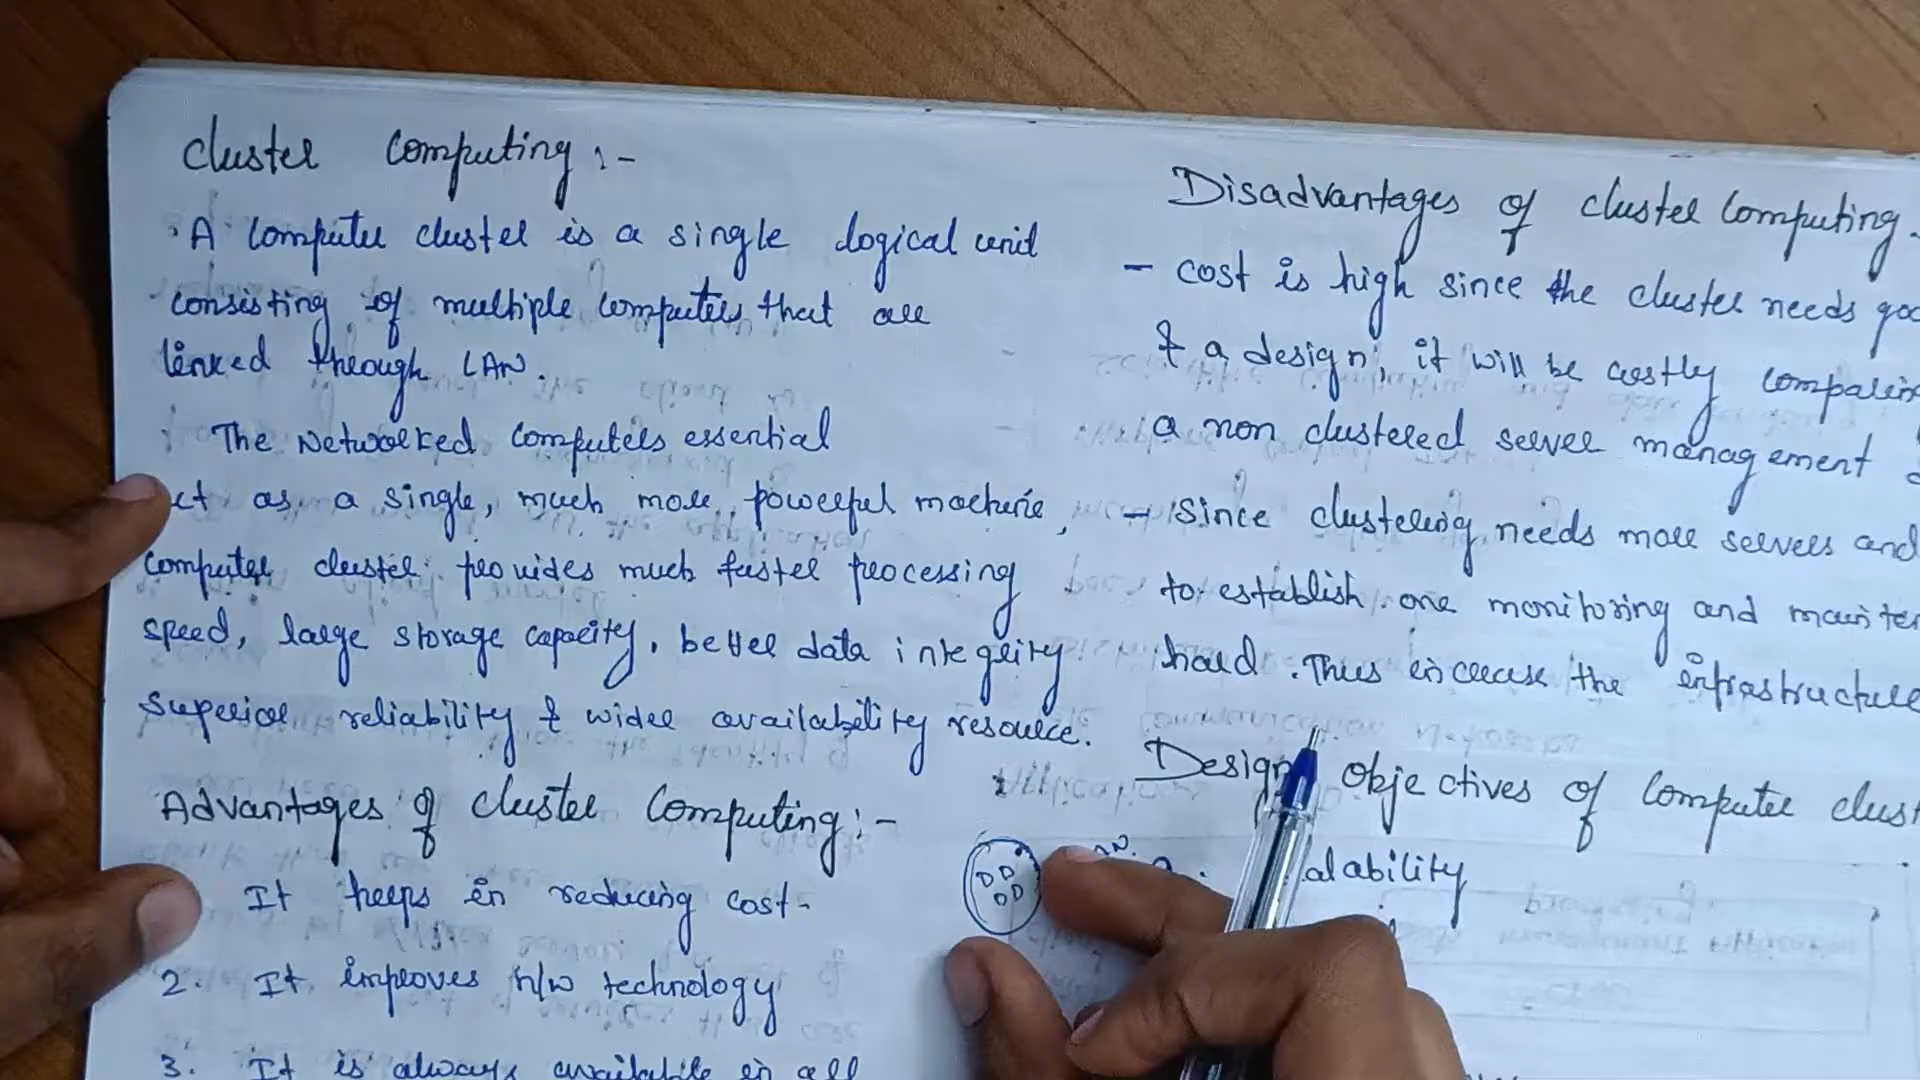 cluster computing :-
A computer cluster is a single logical unit
consisting of multiple computers that are
linked through LAN.
The Networked computers essential
act as a single, much more powerful machine,
computer cluster provides much faster processing
speed, large storage capacity, better data integrity
superior reliability & wider availability resource.
Advantages of cluster computing :-
It heeps in reducing cost-
2. It improves n/w technology
3. It is always available in all
Disadvantages of cluster computing.
- cost is high since the cluster needs
& a design, it will be costly
a non clustered server management
- since clustering needs more servers and
to establish one monitoring and
hard. Thus increase the infrastructure
Design objectives of computer